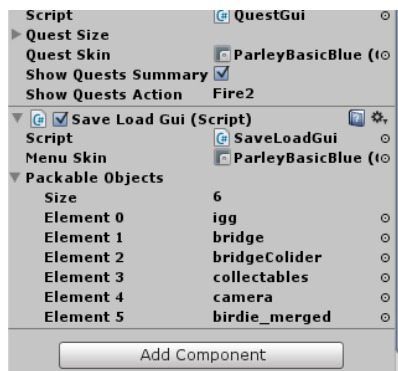 Script QuestGui
Quest Size
Quest Skin ParleyBasicBlue (
Show Quests Summary
Show Quests Action Fire2
Save Load Gui (Script)
Script SaveLoadGui
Menu Skin ParleyBasicBlue (
Packable Objects
Size 6
Element 0 igg
Element 1 bridge
Element 2 bridgeColider
Element 3 collectables
Element 4 camera
Element 5 birdie_merged
Add Component